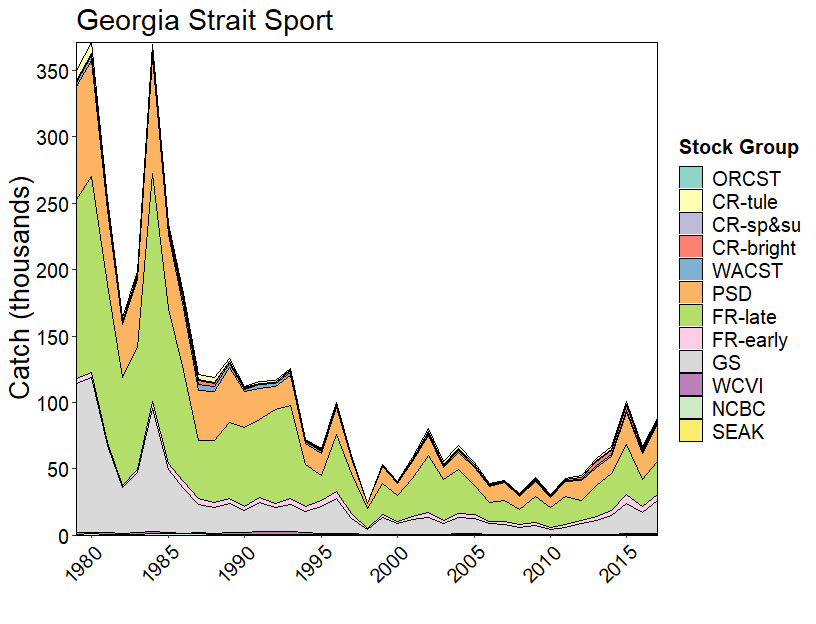 Georgia Strait Sport
Catch (thousands)
350
300
250
200
150
100
50
0
1980
1985
1990
1995
2000
2005
2010
2015
Stock Group
ORCST
CR-tule
CR-sp&su
CR-bright
WACST
PSD
FR-late
FR-early
GS
WCVI
NCBC
SEAK